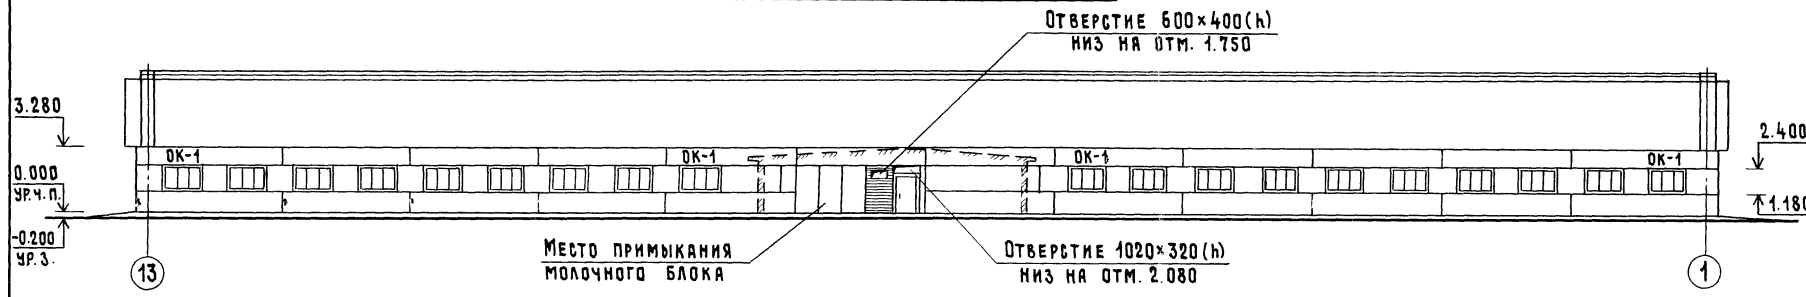 Отверстие 600×400(h)
низ на отм. 1.750
3.280
2.400
ОК-1
ОК-1
ОК-1
ОК-1
0.000
Ур.ч.п.
1.180
-0.200
Ур.з.
13
Место примыкания
молочного блока
Отверстие 1020×320(h)
низ на отм. 2.080
1